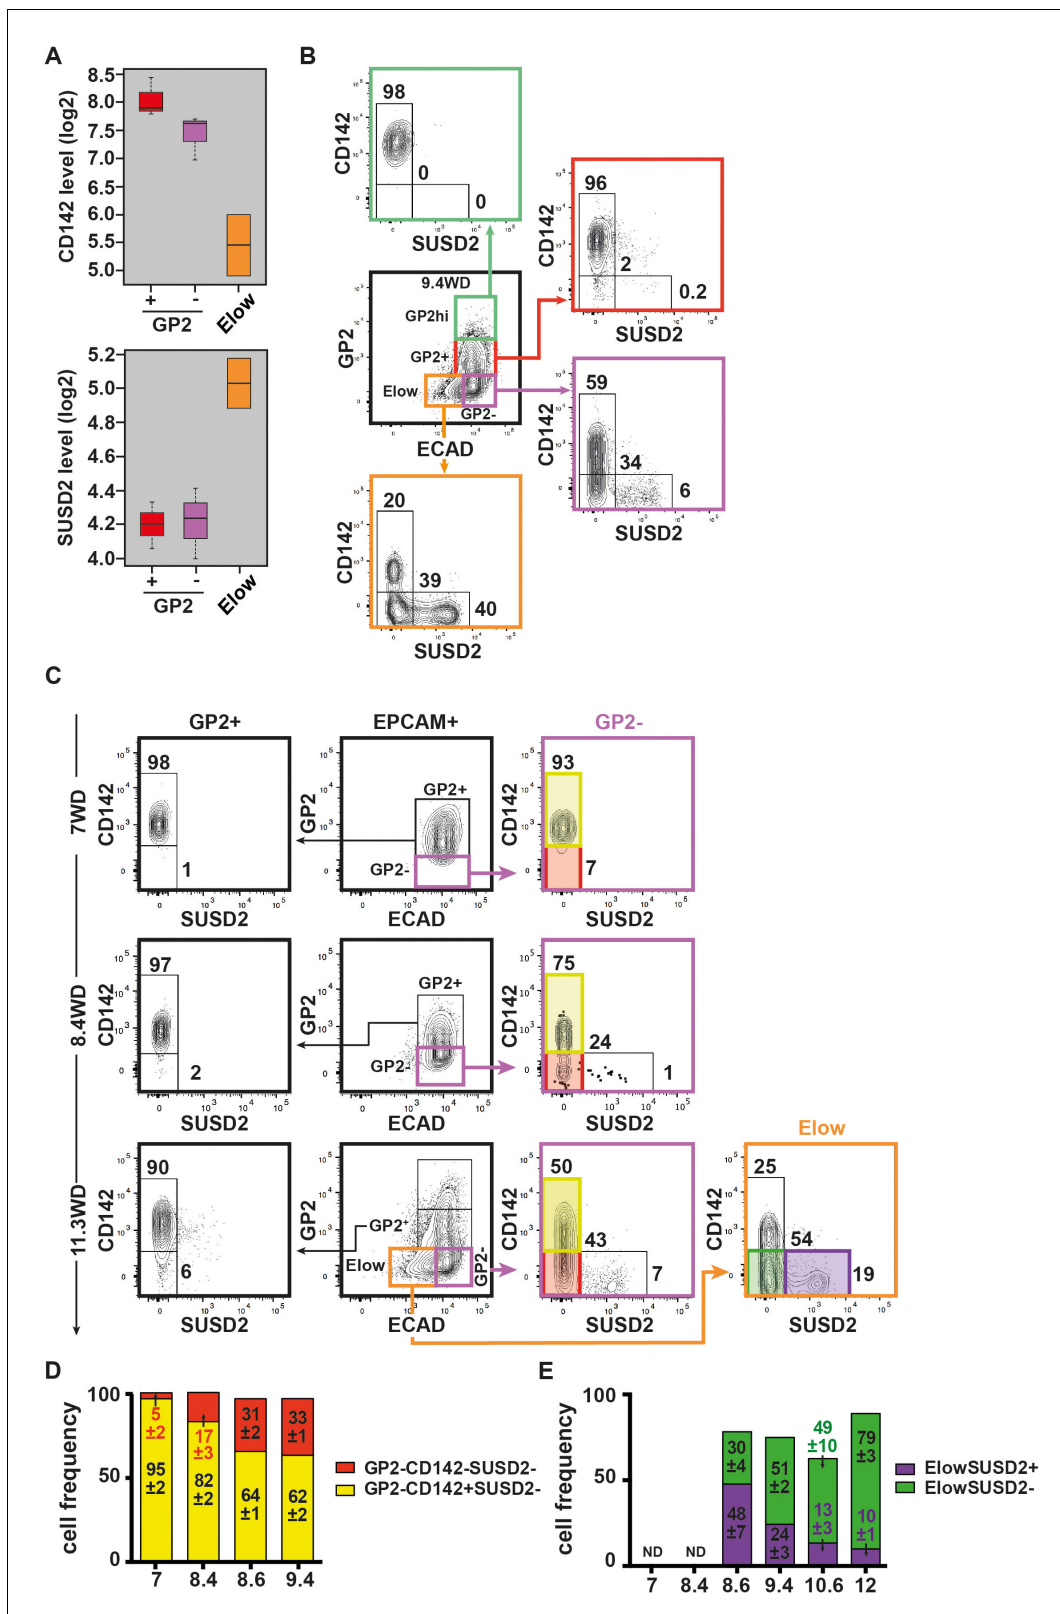 A
8.5
8.0
7.5
7.0
6.5
6.0
5.5
5.0
CD142 level (log2)
+
-
GP2
Elow
5.2
5.0
4.8
4.6
4.4
4.2
4.0
SUSD2 level (log2)
+
-
GP2
Elow
B
98
0
0
CD142
SUSD2
9.4WD
GP2hi
GP2+
Elow
GP2-
GP2
ECAD
96
2
0.2
CD142
SUSD2
59
34
6
CD142
SUSD2
20
39
40
CD142
SUSD2
C
GP2+
EPCAM+
GP2-
7WD
98
1
CD142
SUSD2
GP2+
GP2-
GP2
ECAD
93
7
CD142
SUSD2
8.4WD
97
2
CD142
SUSD2
GP2+
GP2-
GP2
ECAD
75
24
1
CD142
SUSD2
Elow
11.3WD
90
6
CD142
SUSD2
GP2+
Elow
GP2-
GP2
ECAD
50
43
7
CD142
SUSD2
25
54
19
CD142
SUSD2
D
cell frequency
100
50
0
5 ±2
95 ±2
17 ±3
82 ±2
31 ±2
64 ±1
33 ±1
62 ±2
7 8.4 8.6 9.4
GP2-CD142-SUSD2-
GP2-CD142+SUSD2-
E
cell frequency
100
50
0
ND
ND
30 ±4
48 ±7
51 ±2
24 ±3
49 ±10
13 ±3
79 ±3
10 ±1
7 8.4 8.6 9.4 10.6 12
ElowSUSD2+
ElowSUSD2-